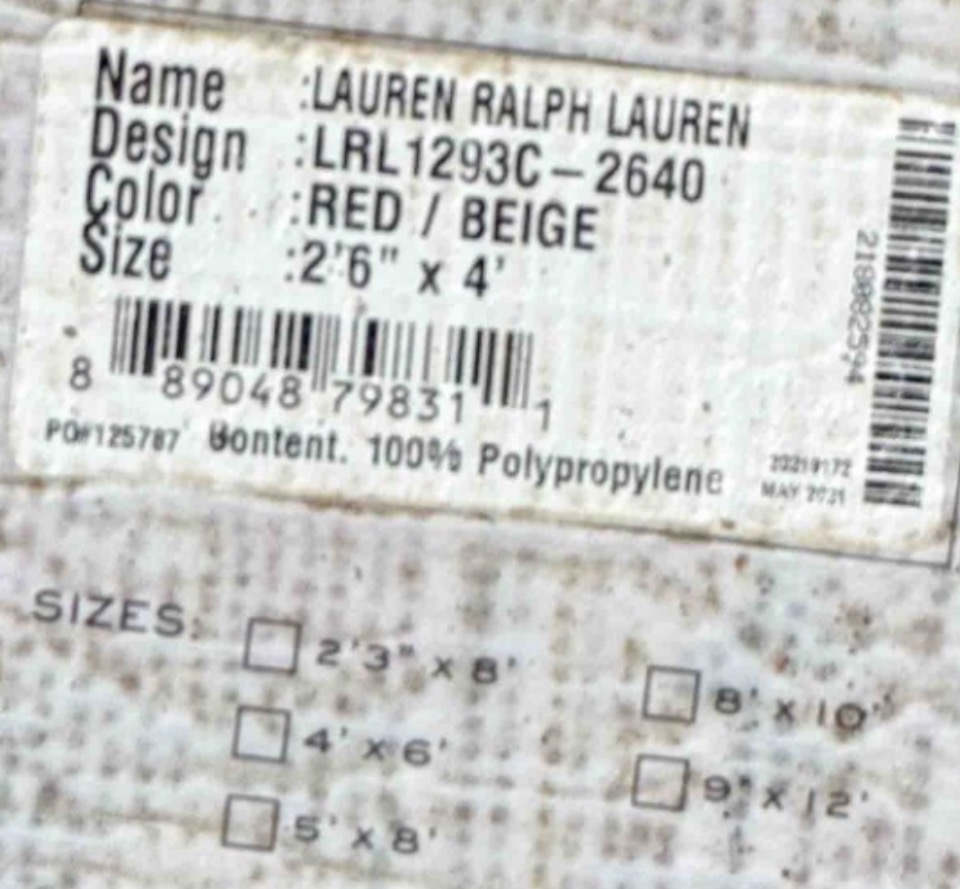 Name :LAUREN RALPH LAUREN
Design :LRL1293C-2640
Color :RED / BEIGE
Size :2'6" x 4'
8 89048 79831 1
PO#125787 Content. 100% Polypropylene
MAY 2021
SIZES:
2'3" x 8'
4' x 6'
5' x 8'
8' x 10'
9' x 12'